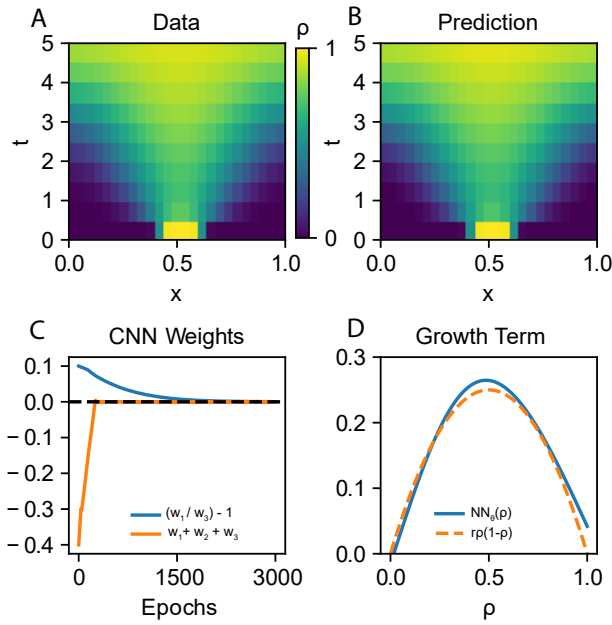 A Data ρ B Prediction
5 1 5
4 4
3 3
t t
2 2
1 1
0 0 0
0.0 0.5 1.0 0.0 0.5 1.0
x x
C CNN Weights D Growth Term
0.1 0.3
0.0
−0.1 0.2
−0.2
−0.3 0.1
(w₁ / w₃) - 1 NNθ(ρ)
w₁+ w₂ + w₃ rρ(1-ρ)
−0.4 0.0
0 1500 3000 0.0 0.5 1.0
Epochs ρ